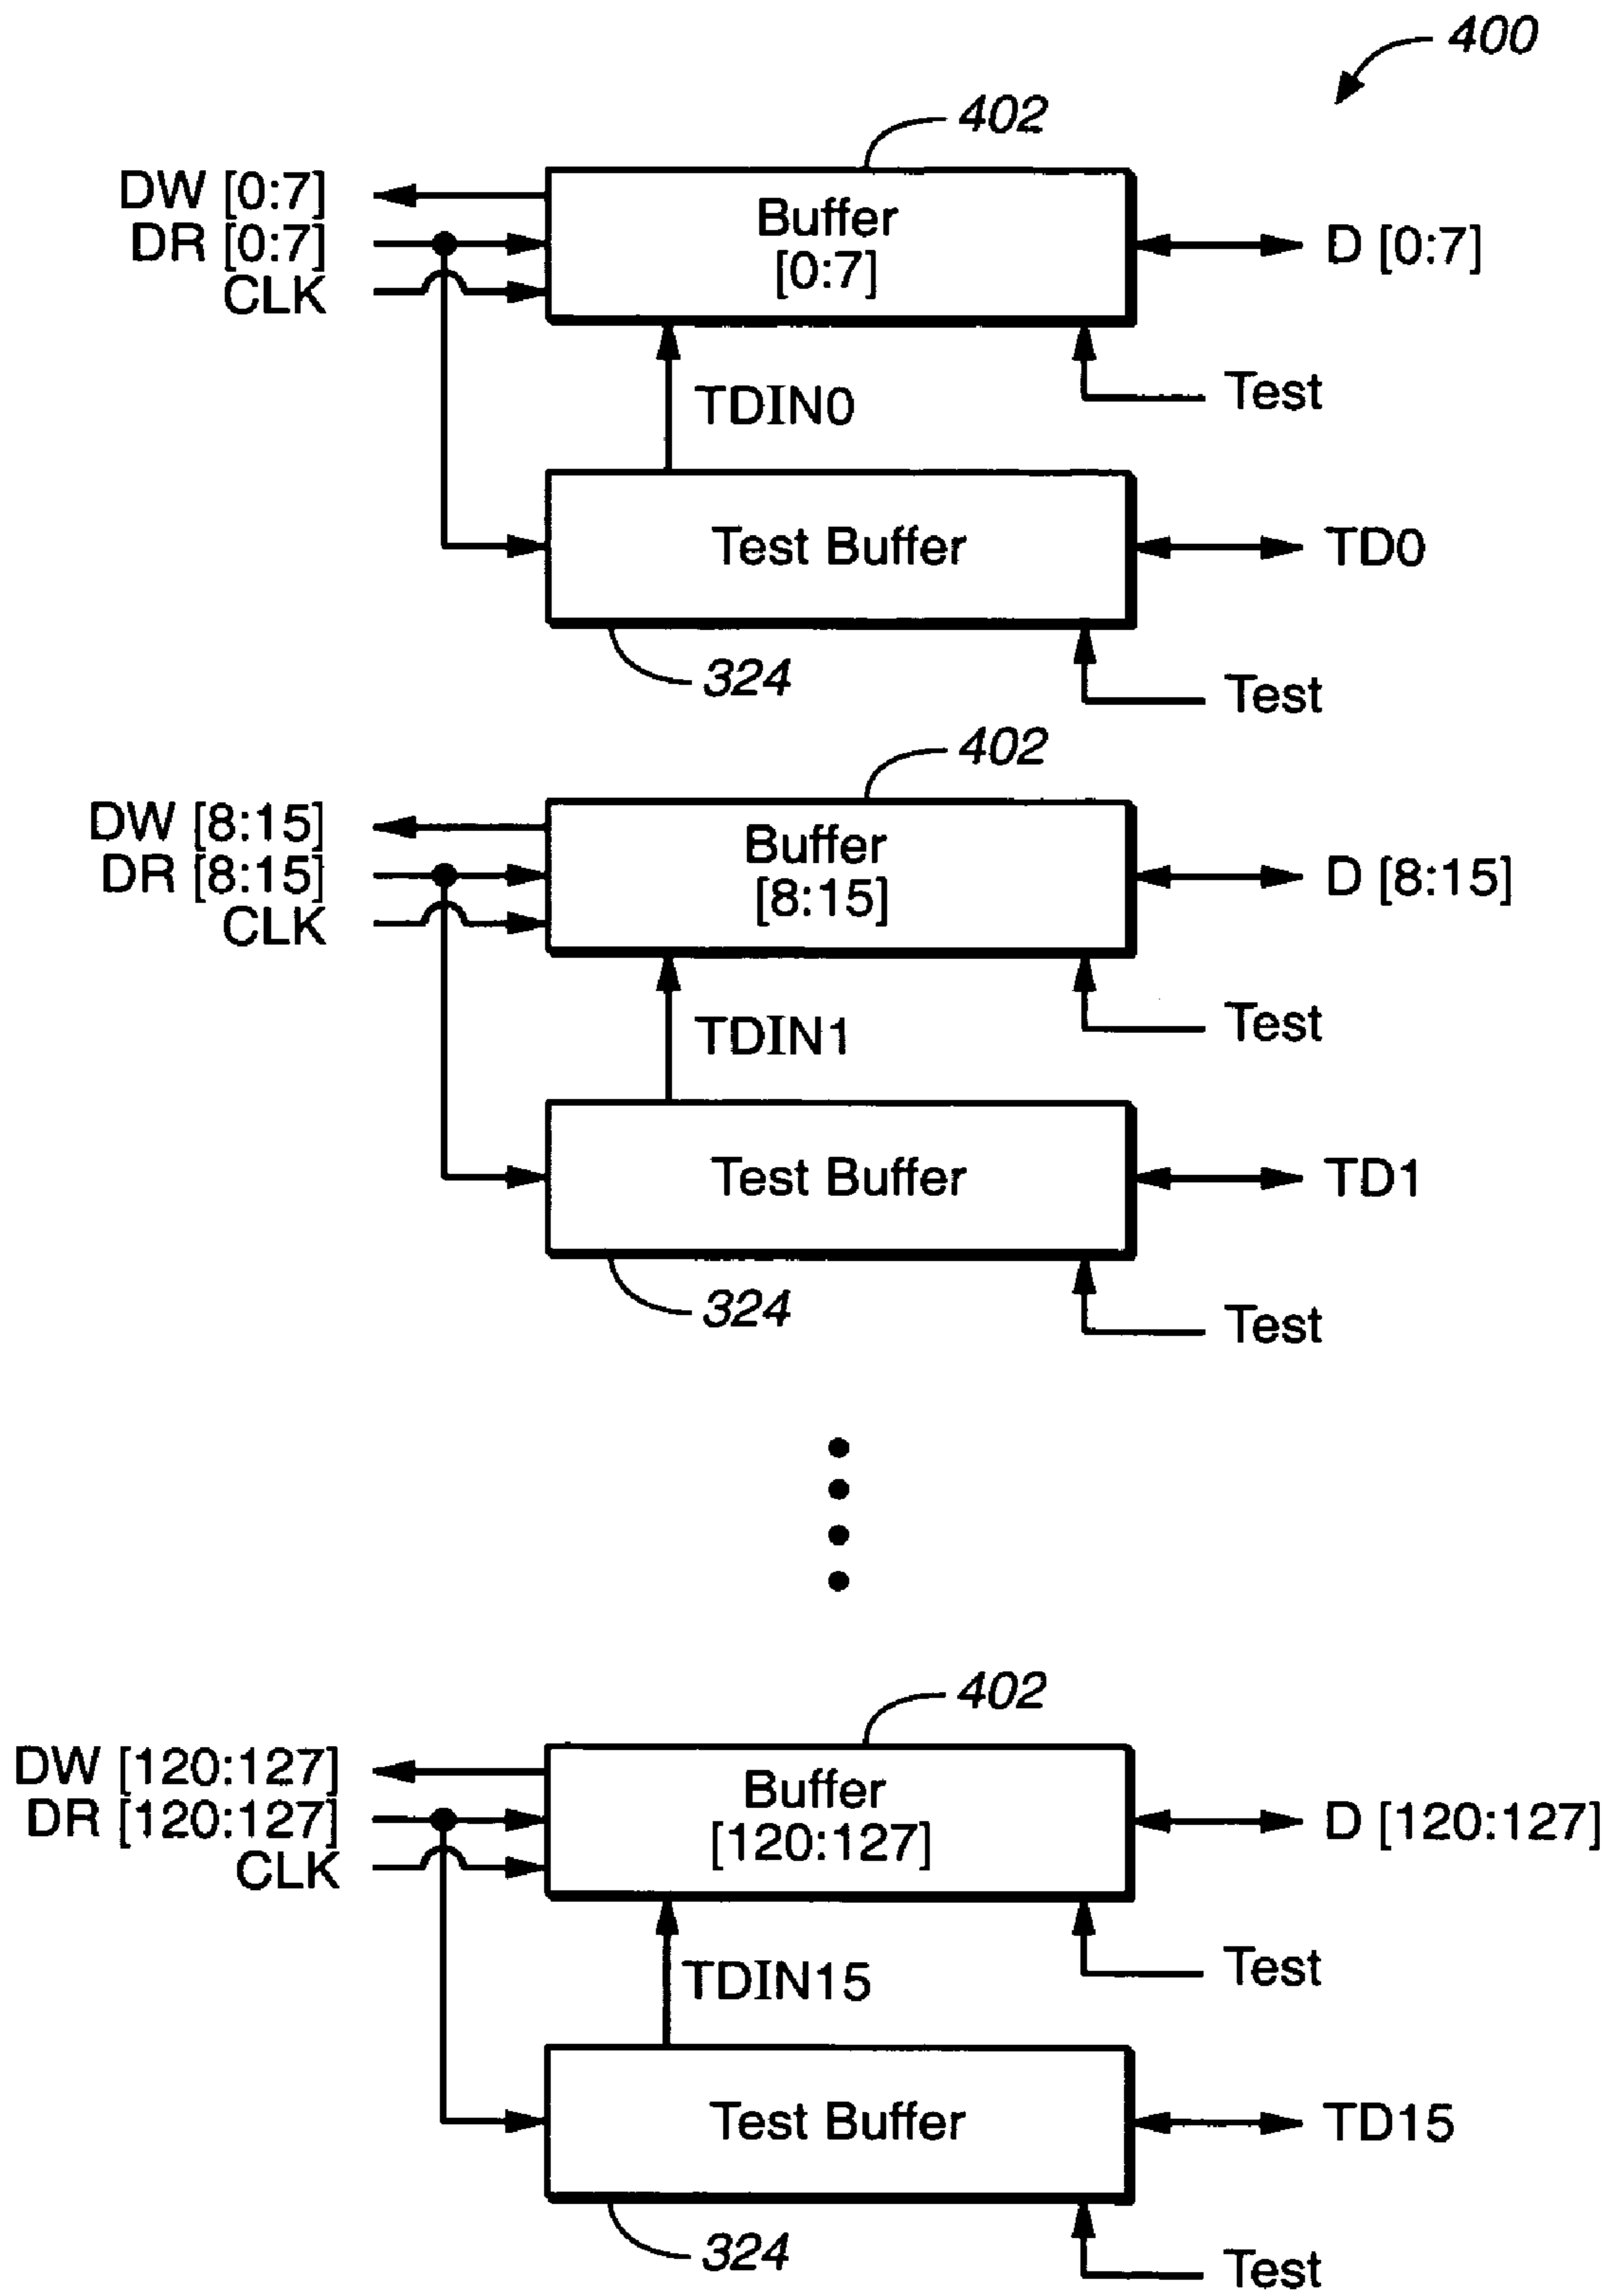 400
402
DW [0:7]
DR [0:7]
CLK
Buffer
[0:7]
D [0:7]
Test
TDIN0
Test Buffer
TD0
324
Test
402
DW [8:15]
DR [8:15]
CLK
Buffer
[8:15]
D [8:15]
Test
TDIN1
Test Buffer
TD1
324
Test
402
DW [120:127]
DR [120:127]
CLK
Buffer
[120:127]
D [120:127]
Test
TDIN15
Test Buffer
TD15
324
Test